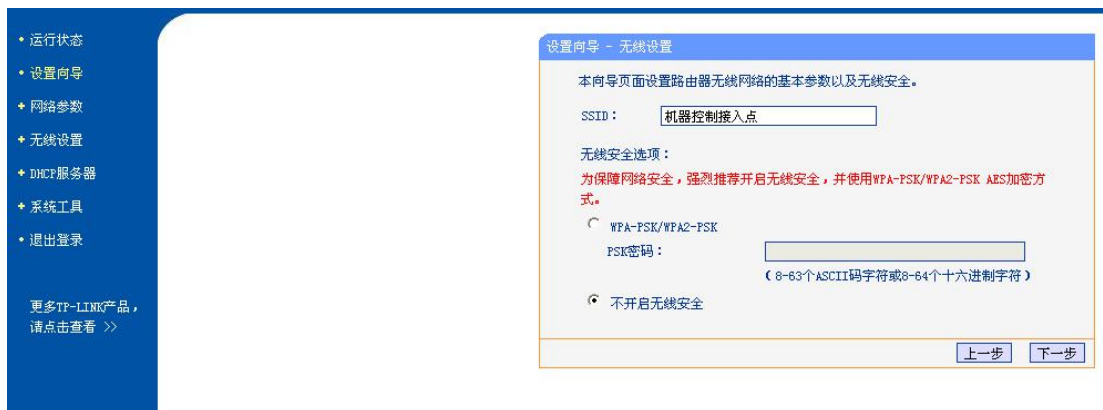 运行状态
设置向导
网络参数
无线设置
DHCP服务器
系统工具
退出登录
更多TP-LINK产品，
请点击查看 >>
设置向导 - 无线设置
本向导页面设置路由器无线网络的基本参数以及无线安全。
SSID： 机器控制接入点
无线安全选项：
为保障网络安全，强烈推荐开启无线安全，并使用WPA-PSK/WPA2-PSK AES加密方
式。
WPA-PSK/WPA2-PSK
PSK密码：
（8-63个ASCII码字符或8-64个十六进制字符）
不开启无线安全
上一步 下一步